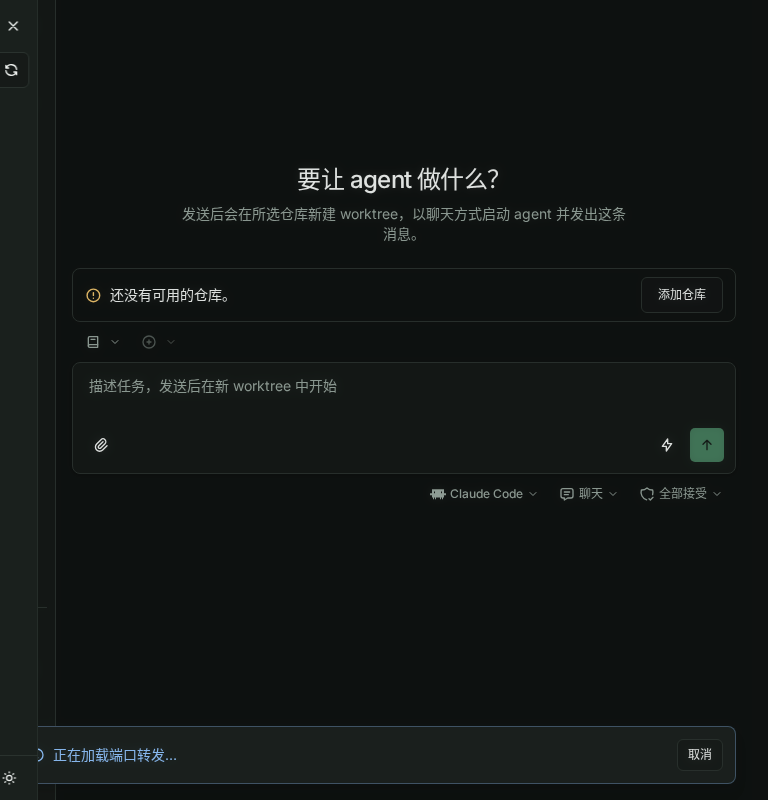 要让 agent 做什么？
发送后会在所选仓库新建 worktree，以聊天方式启动 agent 并发出这条
消息。
还没有可用的仓库。
添加仓库
描述任务，发送后在新 worktree 中开始
Claude Code
聊天
全部接受
正在加载端口转发...
取消